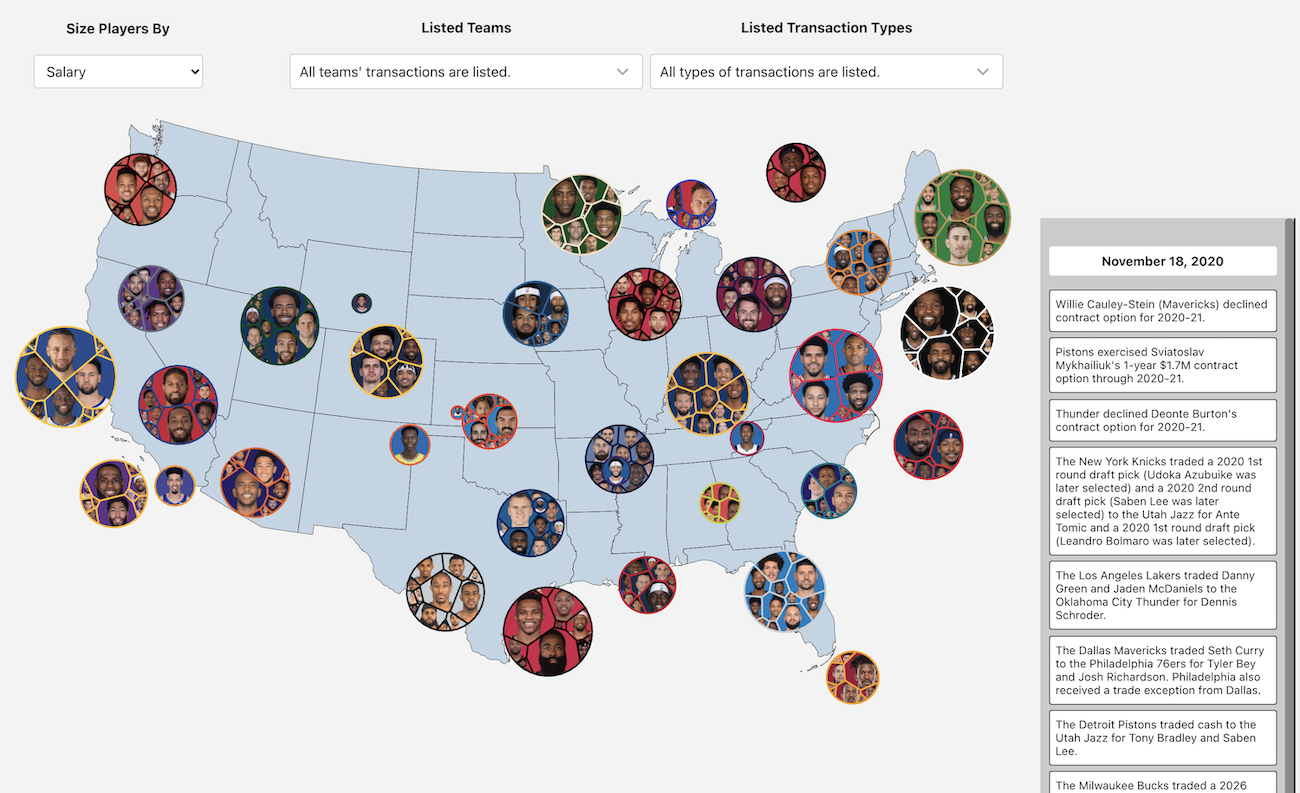 Size Players By
Listed Teams
Listed Transaction Types
Salary
All teams' transactions are listed.
All types of transactions are listed.
November 18, 2020
Willie Cauley-Stein (Mavericks) declined
contract option for 2020-21.
Pistons exercised Sviatoslav
Mykhailiuk's 1-year $1.7M contract
option through 2020-21.
Thunder declined Deonte Burton's
contract option for 2020-21.
The New York Knicks traded a 2020 1st
round draft pick (Udoka Azubuike was
later selected) and a 2020 2nd round
draft pick (Saben Lee was later
selected) to the Utah Jazz for Ante
Tomic and a 2020 1st round draft pick
(Leandro Bolmaro was later selected).
The Los Angeles Lakers traded Danny
Green and Jaden McDaniels to the
Oklahoma City Thunder for Dennis
Schroder.
The Dallas Mavericks traded Seth Curry
to the Philadelphia 76ers for Tyler Bey
and Josh Richardson. Philadelphia also
received a trade exception from Dallas.
The Detroit Pistons traded cash to the
Utah Jazz for Tony Bradley and Saben
Lee.
The Milwaukee Bucks traded a 2026